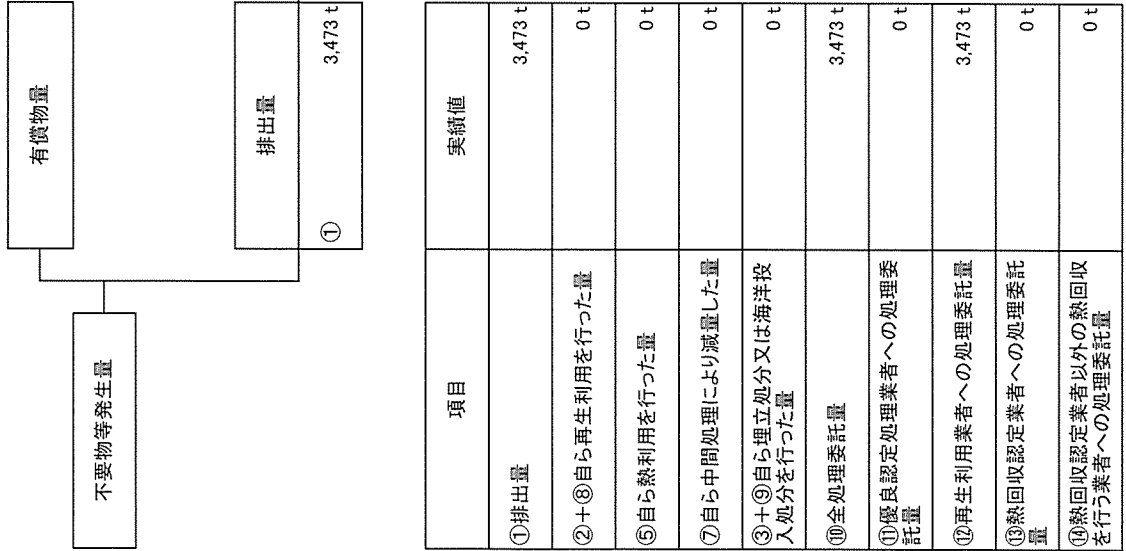 不要物等発生量
有償物量
排出量
① 3,473 t
項目 実績値
①排出量 3,473 t
②+⑧自ら再生利用を行った量 0 t
⑤自ら熱利用を行った量 0 t
⑦自ら中間処理により減量した量 0 t
③+⑨自ら埋立処分又は海洋投
入処分を行った量 0 t
⑩全処理委託量 3,473 t
⑪優良認定処理業者への処理委
託量 0 t
⑫再生利用業者への処理委託量 3,473 t
⑬熱回収認定業者への処理委託
量 0 t
⑭熱回収認定業者以外の熱回収
を行う業者への処理委託量 0 t